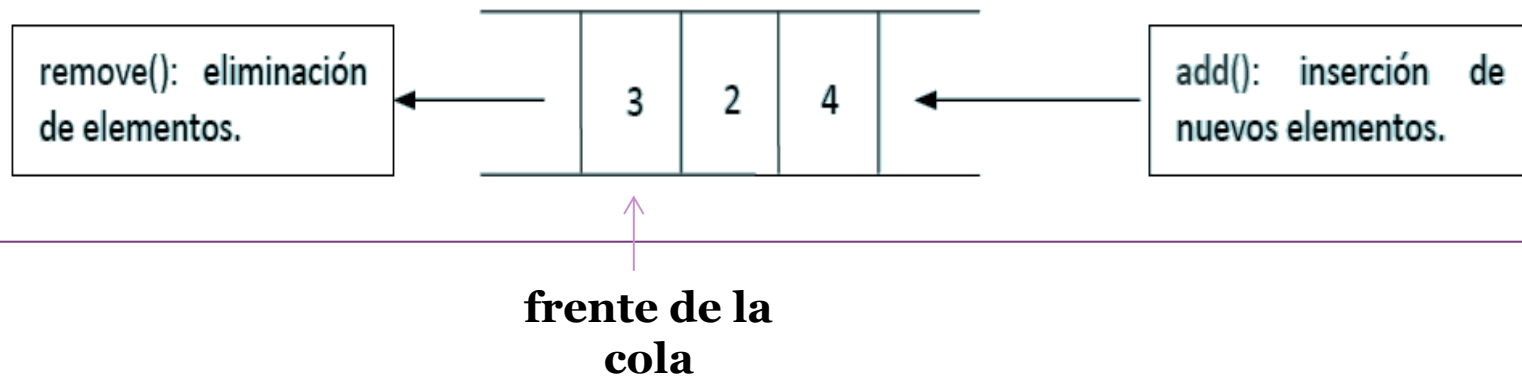 remove(): eliminación
de elementos.
3 2 4
add(): inserción de
nuevos elementos.
frente de la
cola